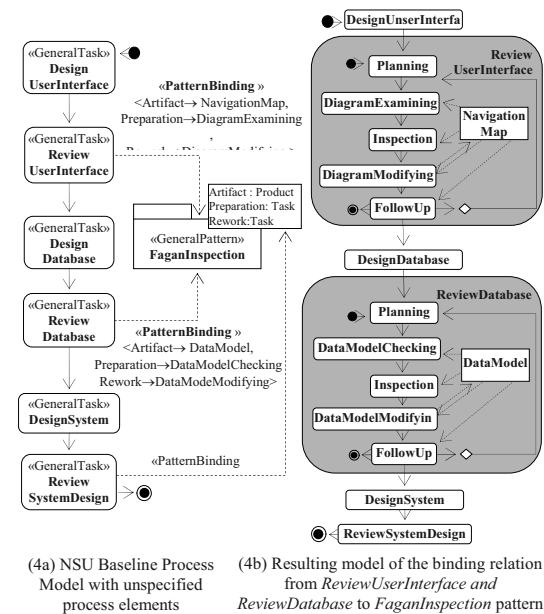 «GeneralTask»
Design
UserInterface
«PatternBinding »
<Artifact→ NavigationMap,
Preparation→DiagramExamining
,
«GeneralTask»
Review
UserInterface
Artifact : Product
Preparation: Task
Rework:Task
«GeneralPattern»
FaganInspection
«GeneralTask»
Design
Database
«GeneralTask»
Review
Database
«PatternBinding »
<Artifact→ DataModel,
Preparation→DataModelChecking
Rework→DataModeModifying>
«GeneralTask»
DesignSystem
«GeneralTask»
Review
SystemDesign
«PatternBinding
(4a) NSU Baseline Process
Model with unspecified
process elements
DesignUnserInterfa
Review
UserInterface
Planning
DiagramExamining
Navigation
Map
Inspection
DiagramModifying
FollowUp
DesignDatabase
ReviewDatabase
Planning
DataModelChecking
DataModel
Inspection
DataModelModifyin
FollowUp
DesignSystem
ReviewSystemDesign
(4b) Resulting model of the binding relation
from ReviewUserInterface and
ReviewDatabase to FaganInspection pattern